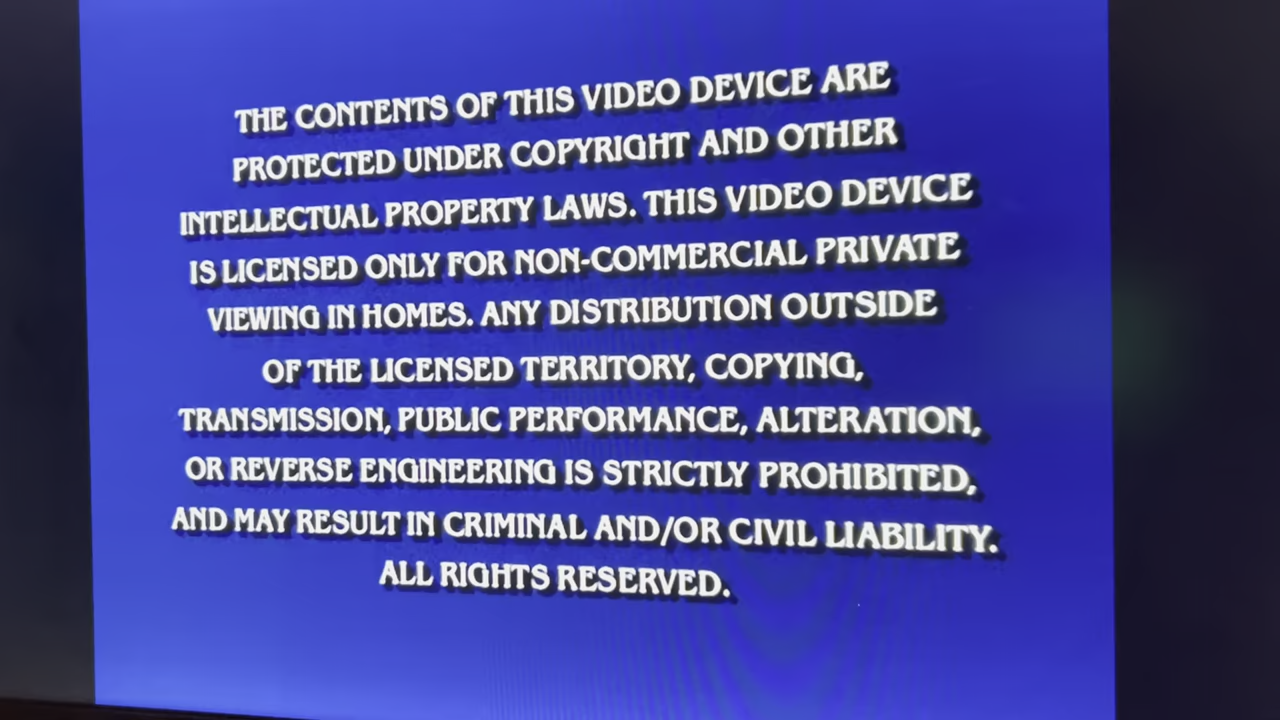 THE CONTENTS OF THIS VIDEO DEVICE ARE
PROTECTED UNDER COPYRIGHT AND OTHER
INTELLECTUAL PROPERTY LAWS. THIS VIDEO DEVICE
IS LICENSED ONLY FOR NON-COMMERCIAL PRIVATE
VIEWING IN HOMES. ANY DISTRIBUTION OUTSIDE
OF THE LICENSED TERRITORY, COPYING,
TRANSMISSION, PUBLIC PERFORMANCE, ALTERATION,
OR REVERSE ENGINEERING IS STRICTLY PROHIBITED,
AND MAY RESULT IN CRIMINAL AND/OR CIVIL LIABILITY.
ALL RIGHTS RESERVED.